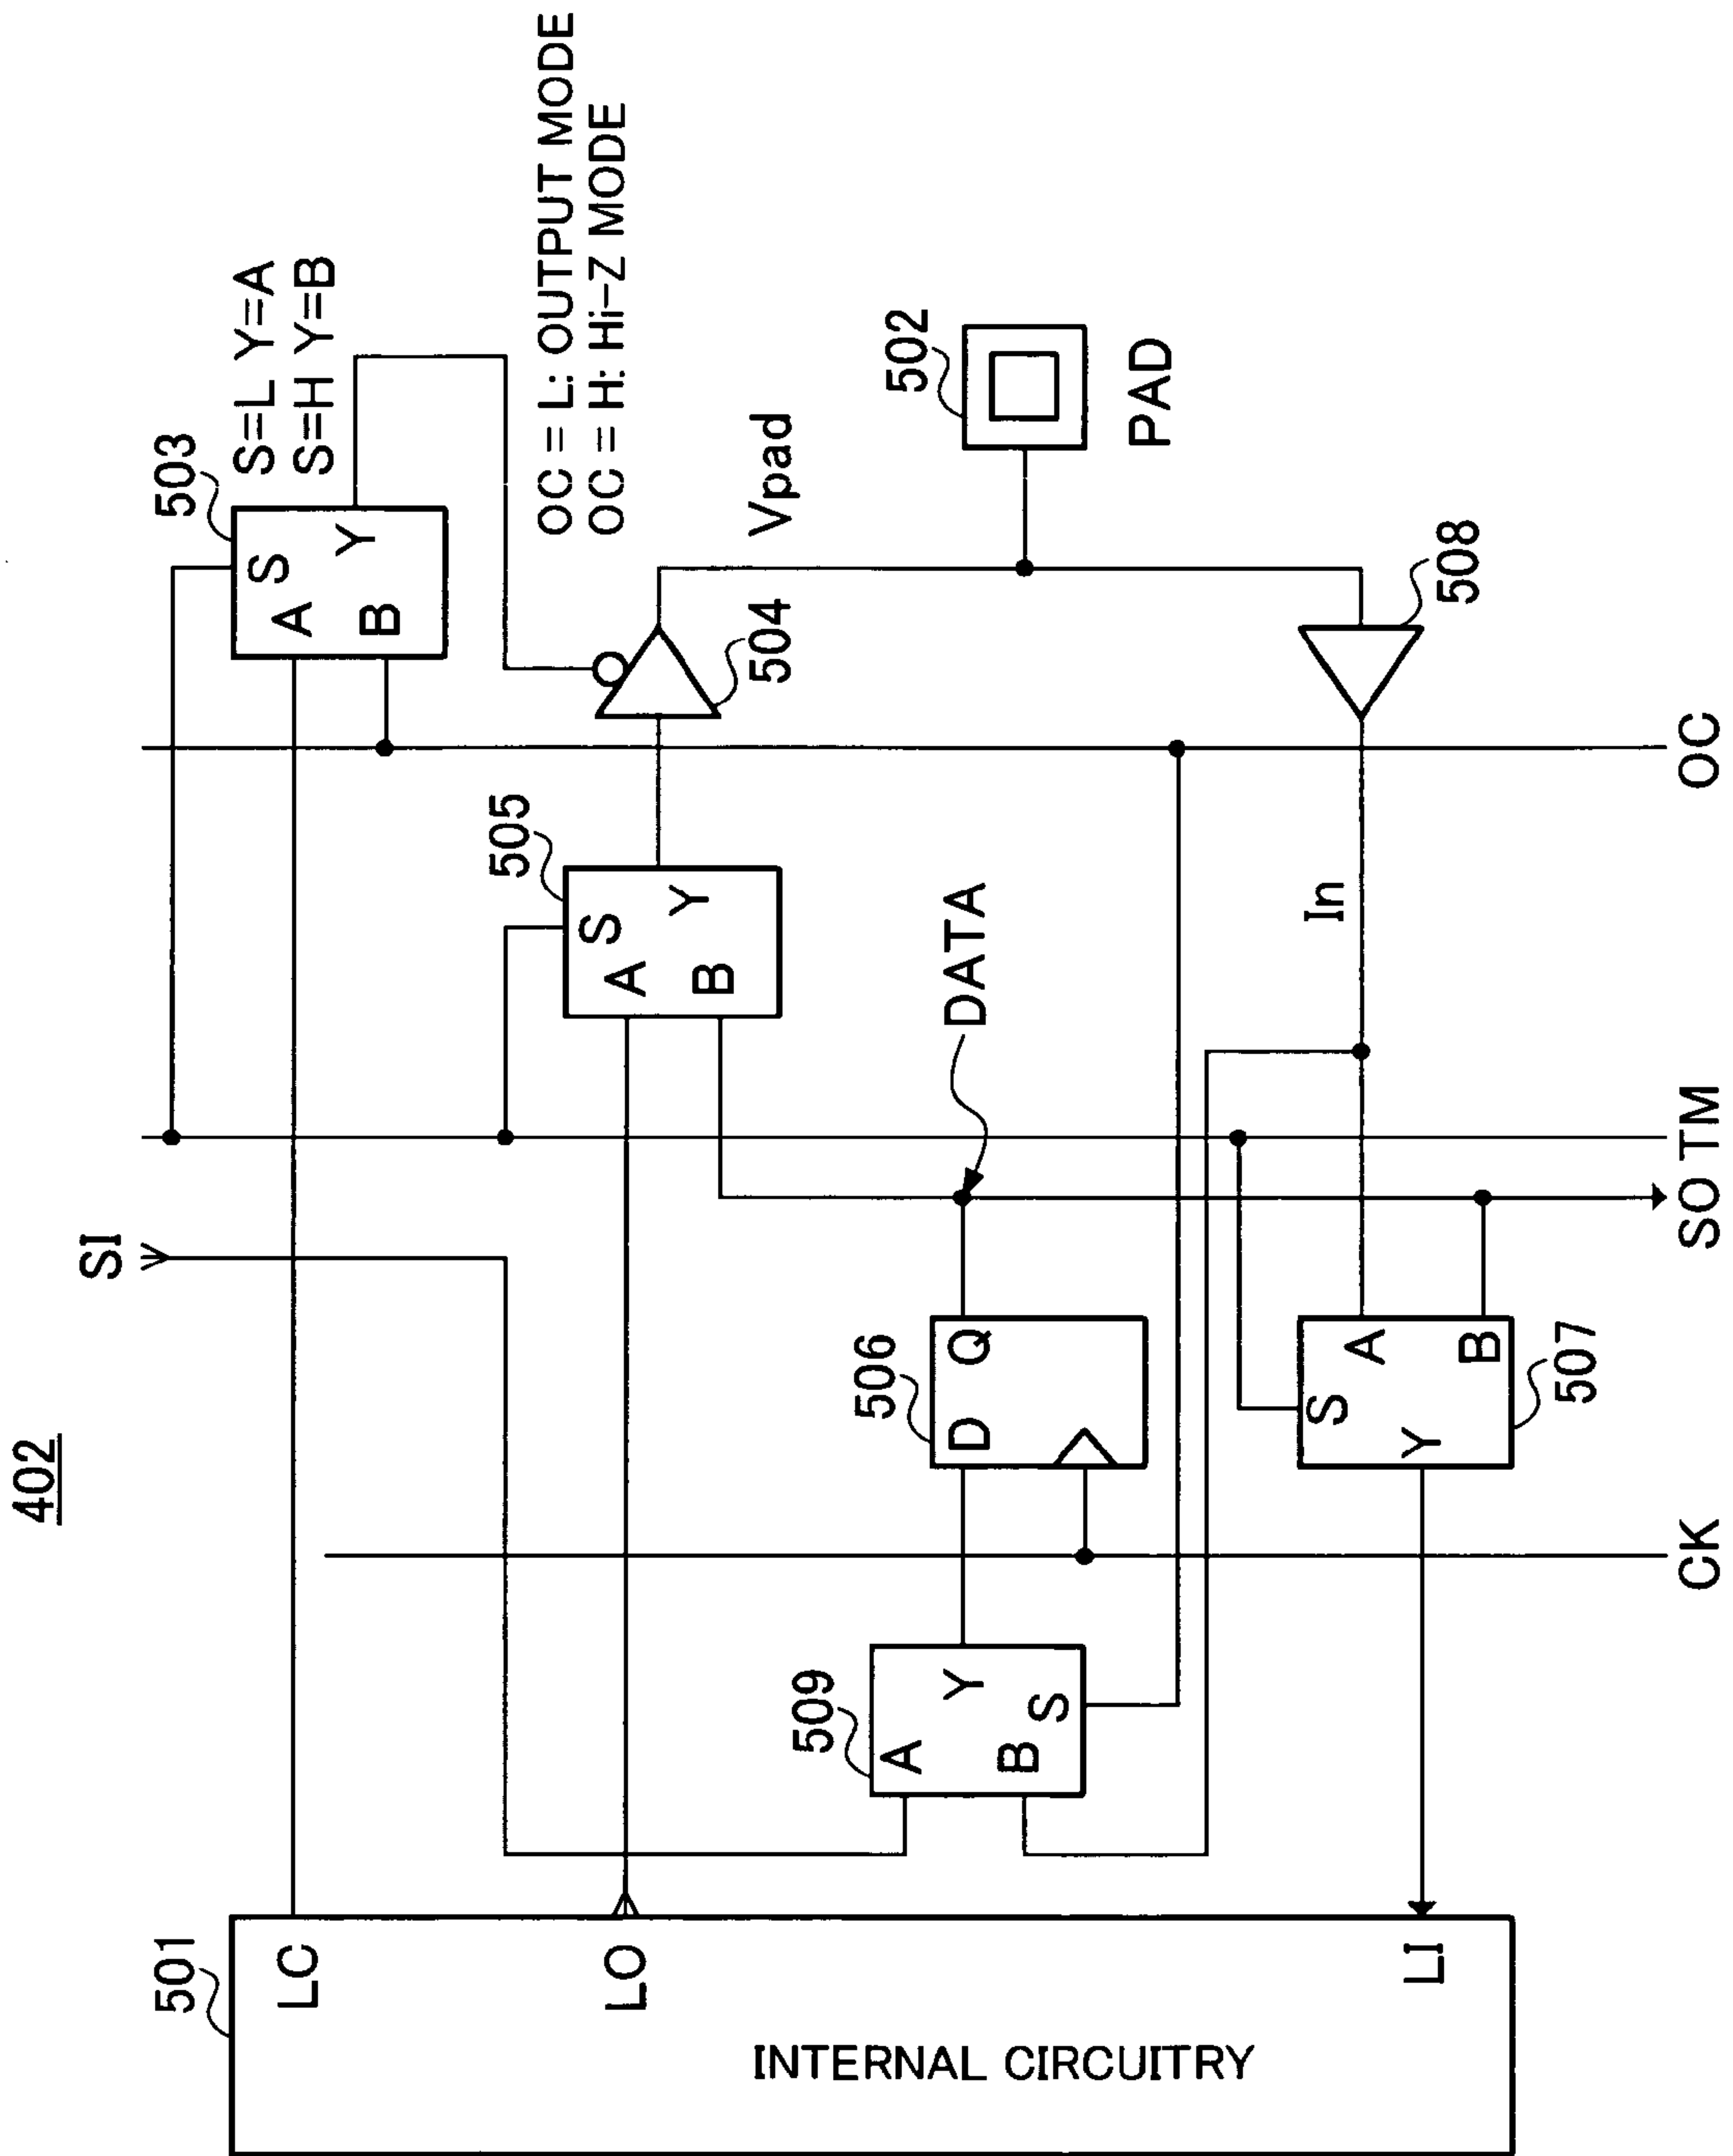 402
501
LC
LO
LI
INTERNAL CIRCUITRY
SI
503
S
A
B
Y
S=L Y=A
S=H Y=B
505
S
A
B
Y
504
OC = L: OUTPUT MODE
OC = H: Hi-Z MODE
Vpad
509
A
B
Y
S
506
D
Q
DATA
502
PAD
507
S
A
B
Y
In
508
CK
SO
TM
OC